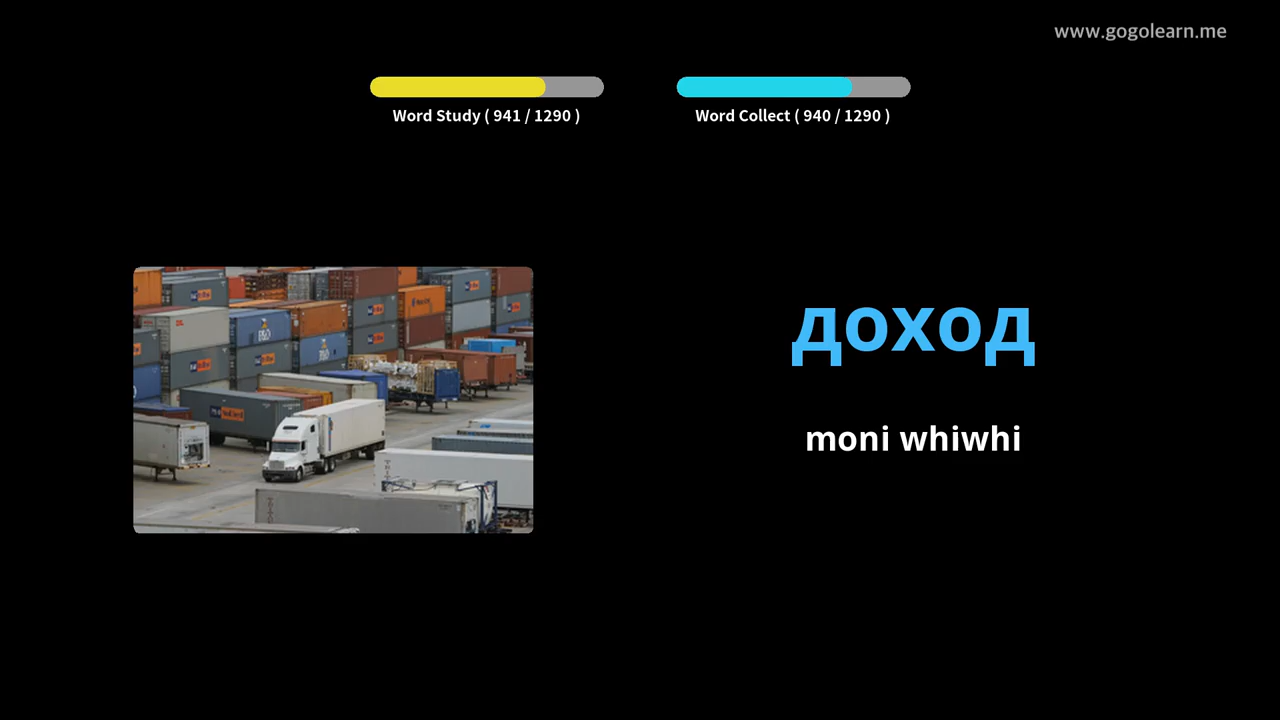 www.gogolearn.me
Word Study ( 941 / 1290 )
Word Collect ( 940 / 1290 )
доход
moni whiwhi
P&O